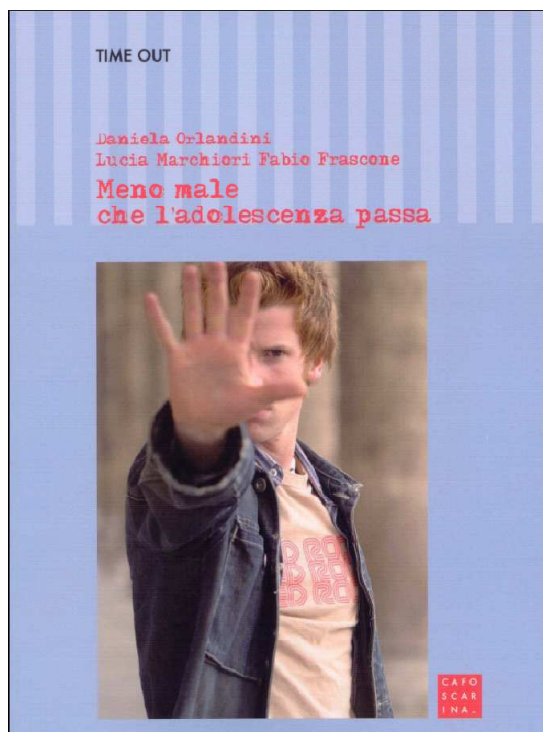 TIME OUT
Daniela Orlandini
Lucia Marchiori Fabio Frascone
Meno male
che l'adolescenza passa
CAFO
SCAR
INA